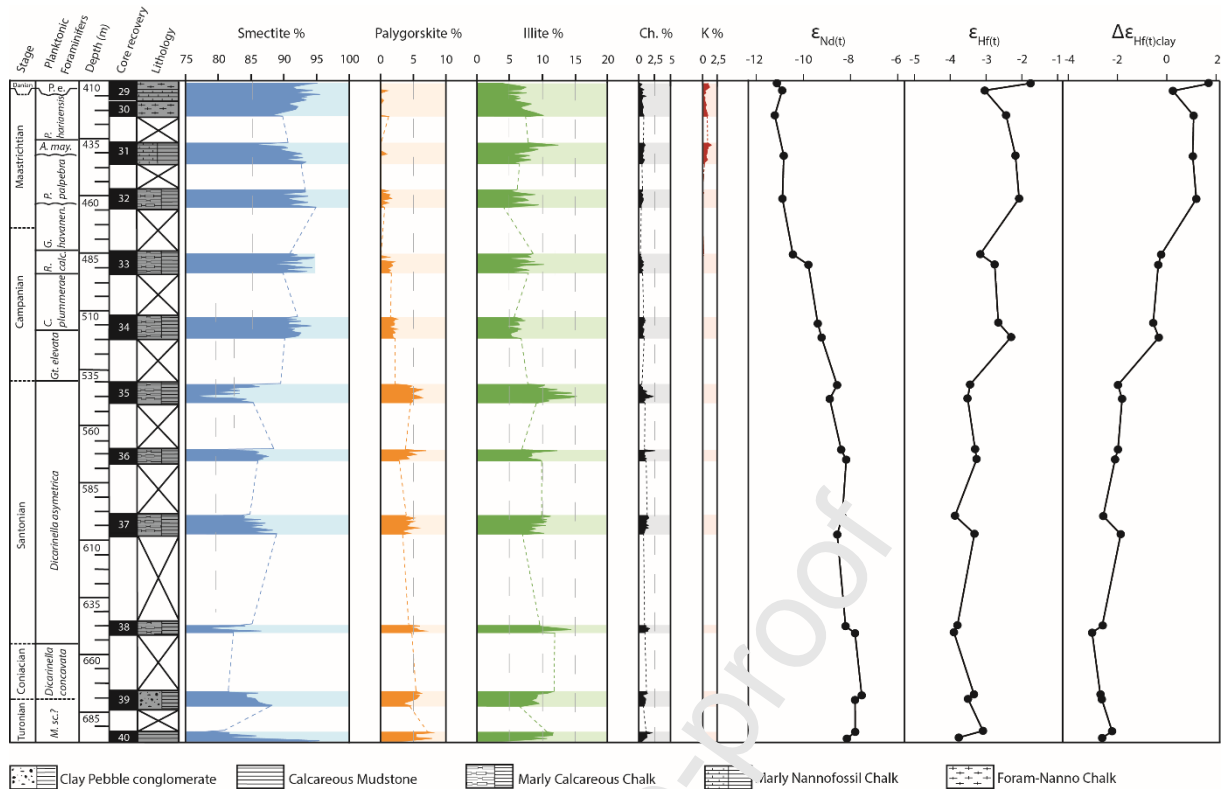 Stage
Planktonic Foraminifers
Depth (m)
Core recovery
Lithology
Smectite %
75 80 85 90 95 100
Palygorskite %
0 5 10
Illite %
0 5 10 15 20
Ch. %
0 2,5 5
K %
0 2,5
εNd(t)
-12 -10 -8 -6
εHf(t)
-5 -4 -3 -2 -1
ΔεHf(t)clay
-4 -3 -2 -1 0 1 2
Danian
Maastrichtian
Campanian
Santonian
Coniacian
Turonian
P. e.
P. hariaensis
A. may.
P. palpebra
G. havanen.
R. calc.
C. plummerae
Gt. elevata
Dicarinella asymetrica
Dicarinella concavata
M. sc.?
410
435
460
485
510
535
560
585
610
635
660
685
29
30
31
32
33
34
35
36
37
38
39
40
-proof
Clay Pebble conglomerate
Calcareous Mudstone
Marly Calcareous Chalk
Marly Nannofossil Chalk
Foram-Nanno Chalk